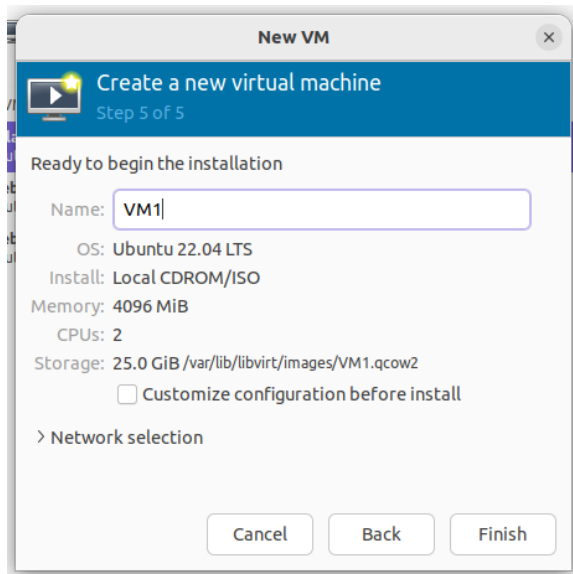 New VM
Create a new virtual machine
Step 5 of 5
Ready to begin the installation
Name: VM1
OS: Ubuntu 22.04 LTS
Install: Local CDROM/ISO
Memory: 4096 MiB
CPUs: 2
Storage: 25.0 GiB /var/lib/libvirt/images/VM1.qcow2
Customize configuration before install
Network selection
Cancel Back Finish